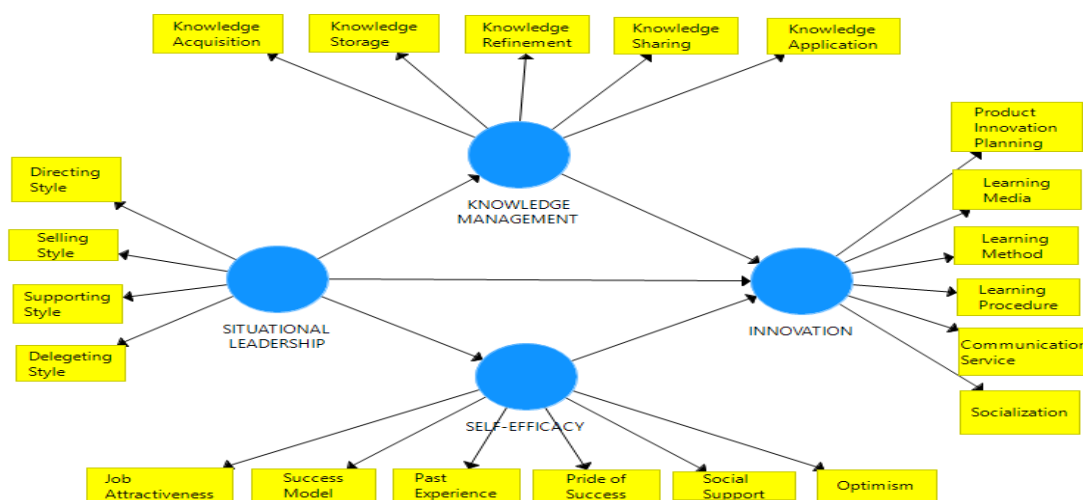 Knowledge
Acquisition
Knowledge
Storage
Knowledge
Refinement
Knowledge
Sharing
Knowledge
Application
Product
Innovation
Planning
Directing
Style
Learning
Media
KNOWLEDGE
MANAGEMENT
Selling
Style
Learning
Method
Supporting
Style
Learning
Procedure
SITUATIONAL
LEADERSHIP
INNOVATION
Delegeting
Style
Communication
Service
Socialization
SELF-EFFICACY
Job
Attractiveness
Success
Model
Past
Experience
Pride of
Success
Social
Support
Optimism